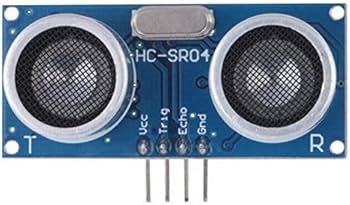 HC-SR04
T
R
Vcc
Trig
Echo
Gnd